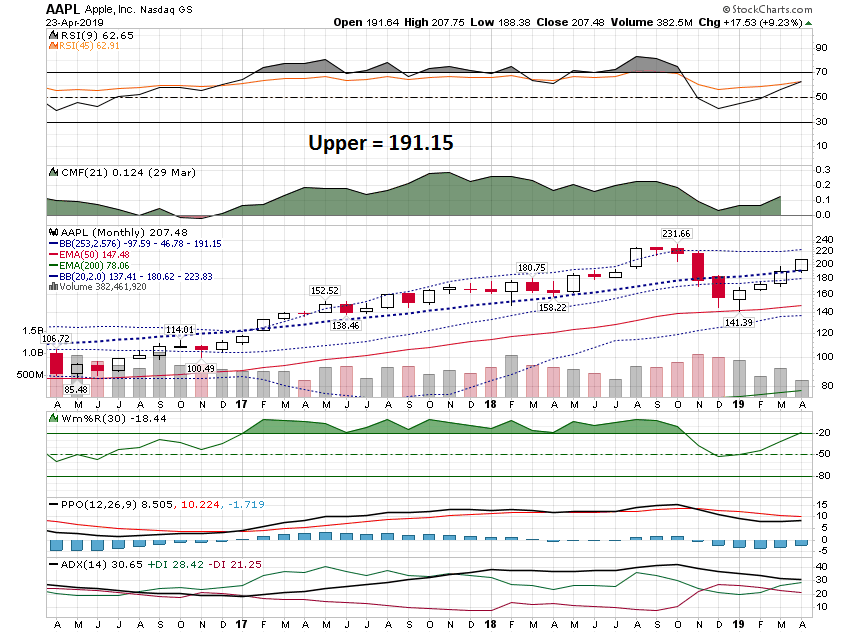 AAPL Apple, Inc. Nasdaq GS
© StockCharts.com
23-Apr-2019
Open 191.64 High 207.75 Low 188.38 Close 207.48 Volume 382.5M Chg +17.53 (+9.23%)
RSI(9) 62.65
RSI(45) 62.91
90
70
50
30
10
Upper = 191.15
CMF(21) 0.124 (29 Mar)
0.3
0.2
0.1
0.0
AAPL (Monthly) 207.48
BB(253,2.576) -97.59 - 46.78 - 191.15
EMA(50) 147.48
EMA(200) 78.06
BB(20,2.0) 137.41 - 180.62 - 223.83
Volume 382,461,920
231.66
180.75
152.52
158.22
138.46
141.39
114.01
106.72
100.49
85.48
1.5B
1.0B
500M
240
220
200
180
160
140
120
100
80
A M J J A S O N D 17 F M A M J J A S O N D 18 F M A M J J A S O N D 19 F M A
Wm%R(30) -18.44
-20
-50
-80
PPO(12,26,9) 8.505, 10.224, -1.719
15
10
5
0
-5
ADX(14) 30.65 +DI 28.42 -DI 21.25
40
30
20
10
A M J J A S O N D 17 F M A M J J A S O N D 18 F M A M J J A S O N D 19 F M A